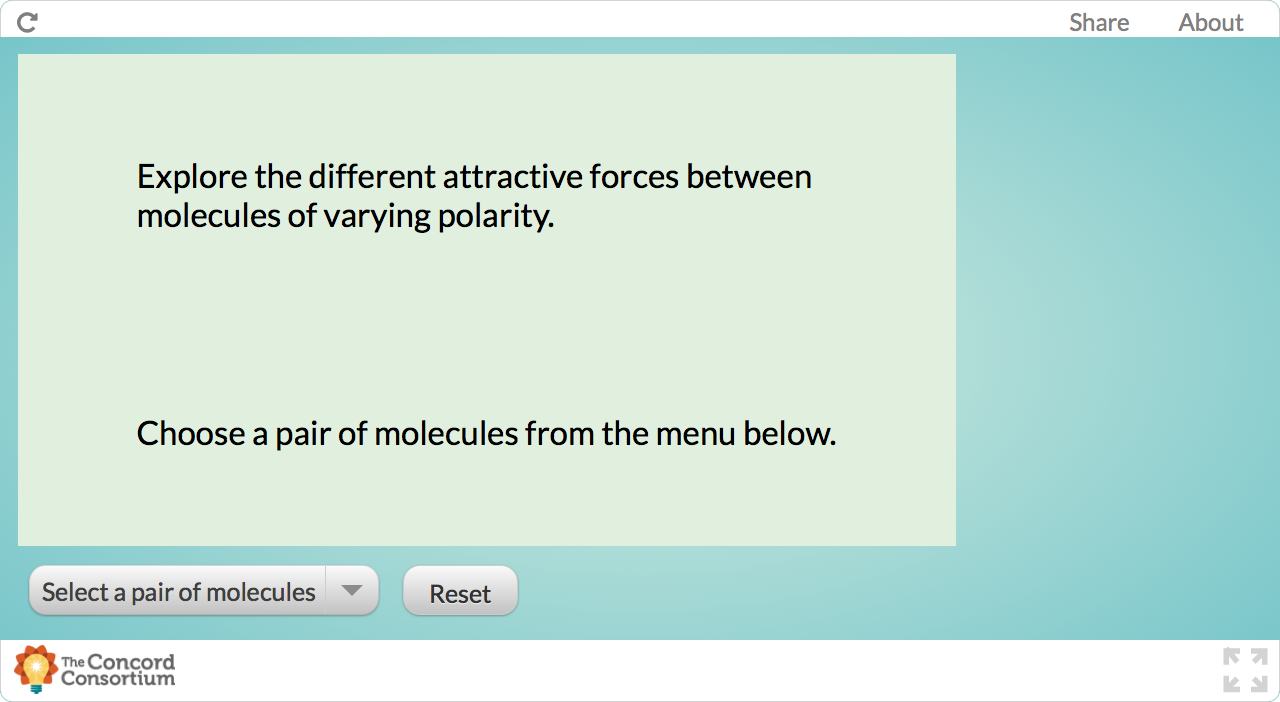 Share About
Explore the different attractive forces between
molecules of varying polarity.
Choose a pair of molecules from the menu below.
Select a pair of molecules
Reset
The Concord
Consortium